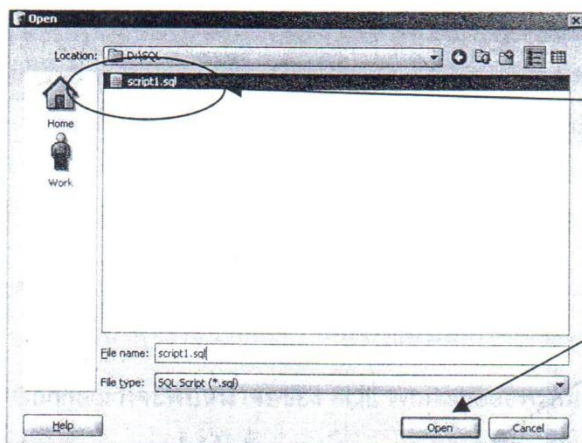 Open
Location: D:\SQL
script1.sql
Home
Work
File name: script1.sql
File type: SQL Script (*.sql)
Help Open Cancel